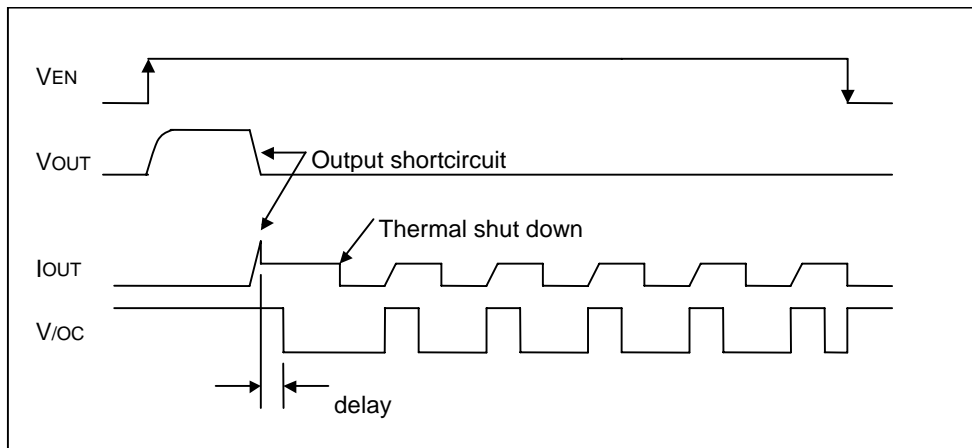 VEN
VOUT
Output shortcircuit
Thermal shut down
IOUT
V/OC
delay